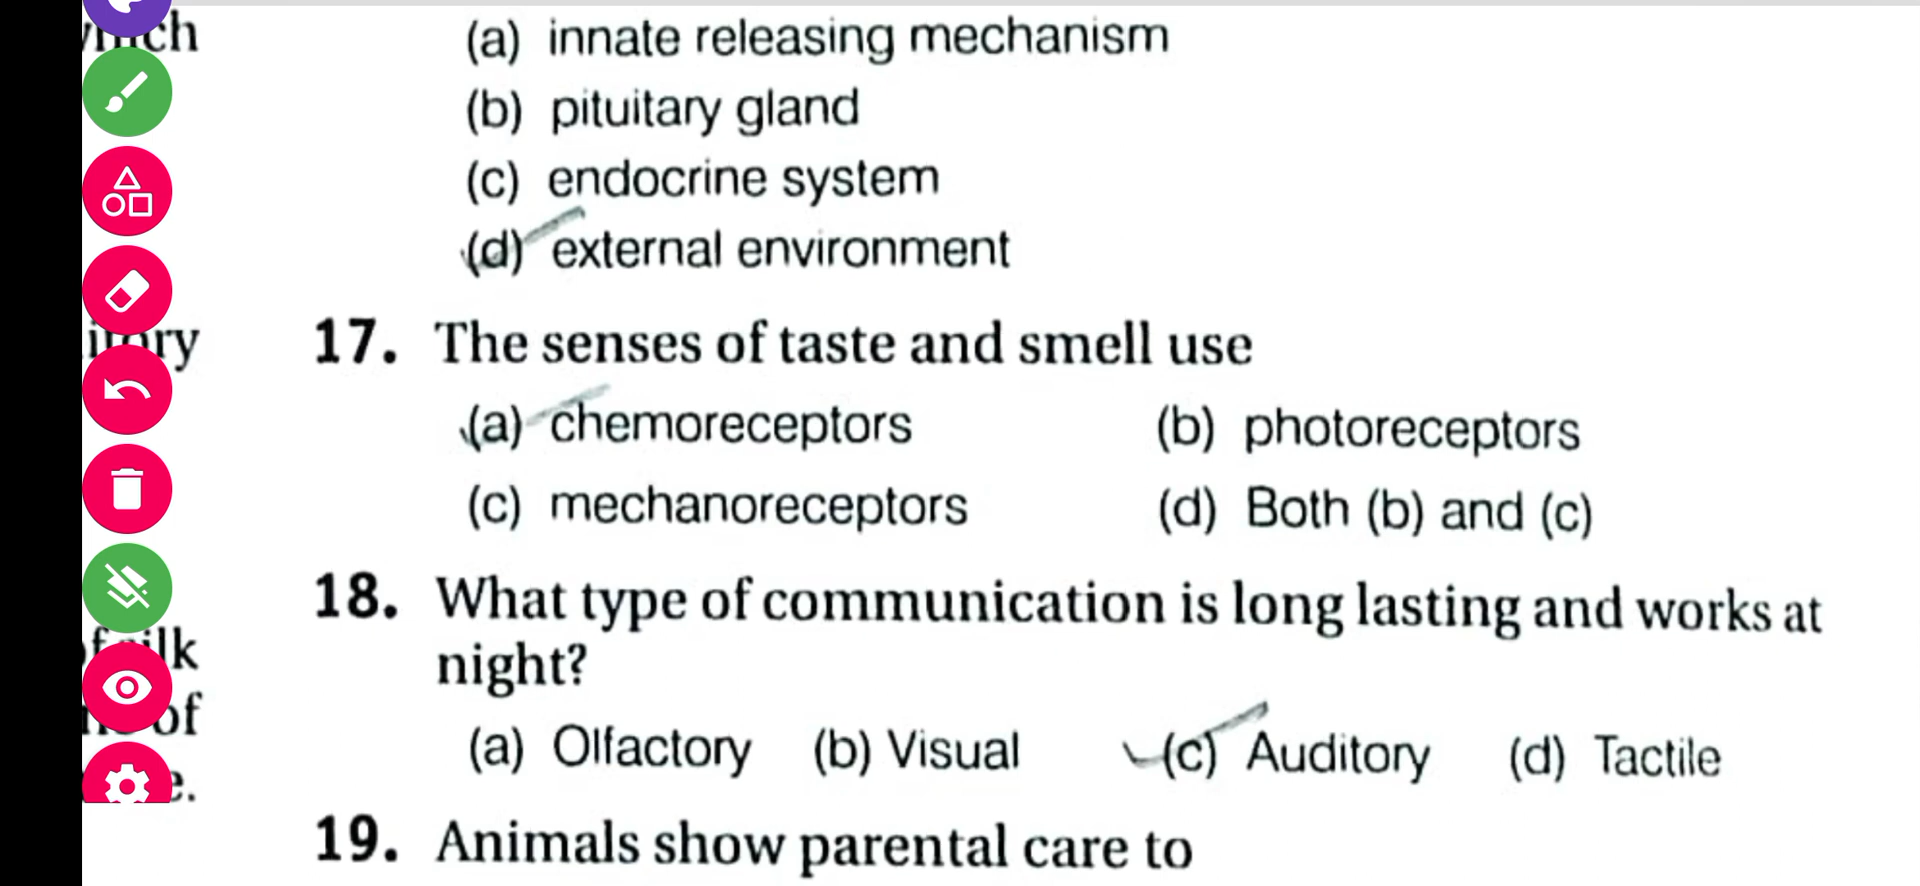 (a) innate releasing mechanism
(b) pituitary gland
(c) endocrine system
(d) external environment
17. The senses of taste and smell use
(a) chemoreceptors (b) photoreceptors
(c) mechanoreceptors (d) Both (b) and (c)
18. What type of communication is long lasting and works at
night?
(a) Olfactory (b) Visual (c) Auditory (d) Tactile
19. Animals show parental care to
of